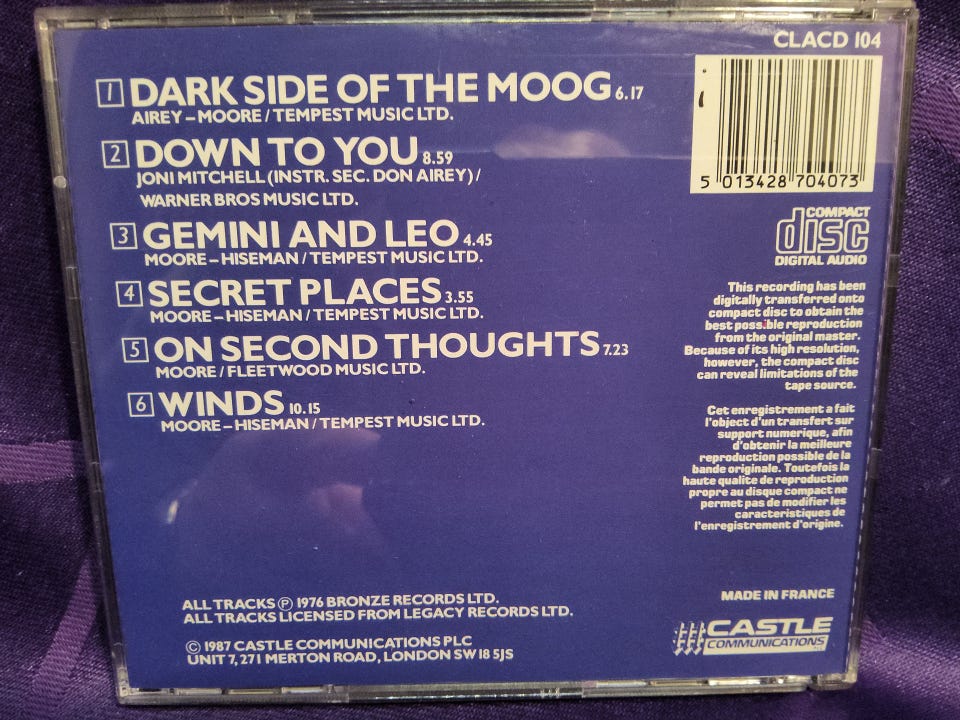 CLACD 104
1 DARK SIDE OF THE MOOG 6.17
AIREY – MOORE / TEMPEST MUSIC LTD.
2 DOWN TO YOU 8.59
JONI MITCHELL (INSTR. SEC. DON AIREY) /
WARNER BROS MUSIC LTD.
3 GEMINI AND LEO 4.45
MOORE – HISEMAN / TEMPEST MUSIC LTD.
4 SECRET PLACES 3.55
MOORE – HISEMAN / TEMPEST MUSIC LTD.
5 ON SECOND THOUGHTS 7.23
MOORE / FLEETWOOD MUSIC LTD.
6 WINDS 10.15
MOORE – HISEMAN / TEMPEST MUSIC LTD.
5 013428 704073
COMPACT
disc
DIGITAL AUDIO
This recording has been
digitally transferred onto
compact disc to obtain the
best possible reproduction
from the original master.
Because of its high resolution,
however, the compact disc
can reveal limitations of the
tape source.
Cet enregistrement a fait
l'object d'un transfert sur
support numerique, afin
d'obtenir la meilleure
reproduction possible de la
bande originale. Toutefois la
haute qualite de reproduction
propre au disque compact ne
permet pas de modifier les
caracteristiques de
l'enregistrement d'origine.
ALL TRACKS Ⓟ 1976 BRONZE RECORDS LTD.
ALL TRACKS LICENSED FROM LEGACY RECORDS LTD.
© 1987 CASTLE COMMUNICATIONS PLC
UNIT 7, 271 MERTON ROAD, LONDON SW18 5JS
MADE IN FRANCE
CASTLE
COMMUNICATIONS